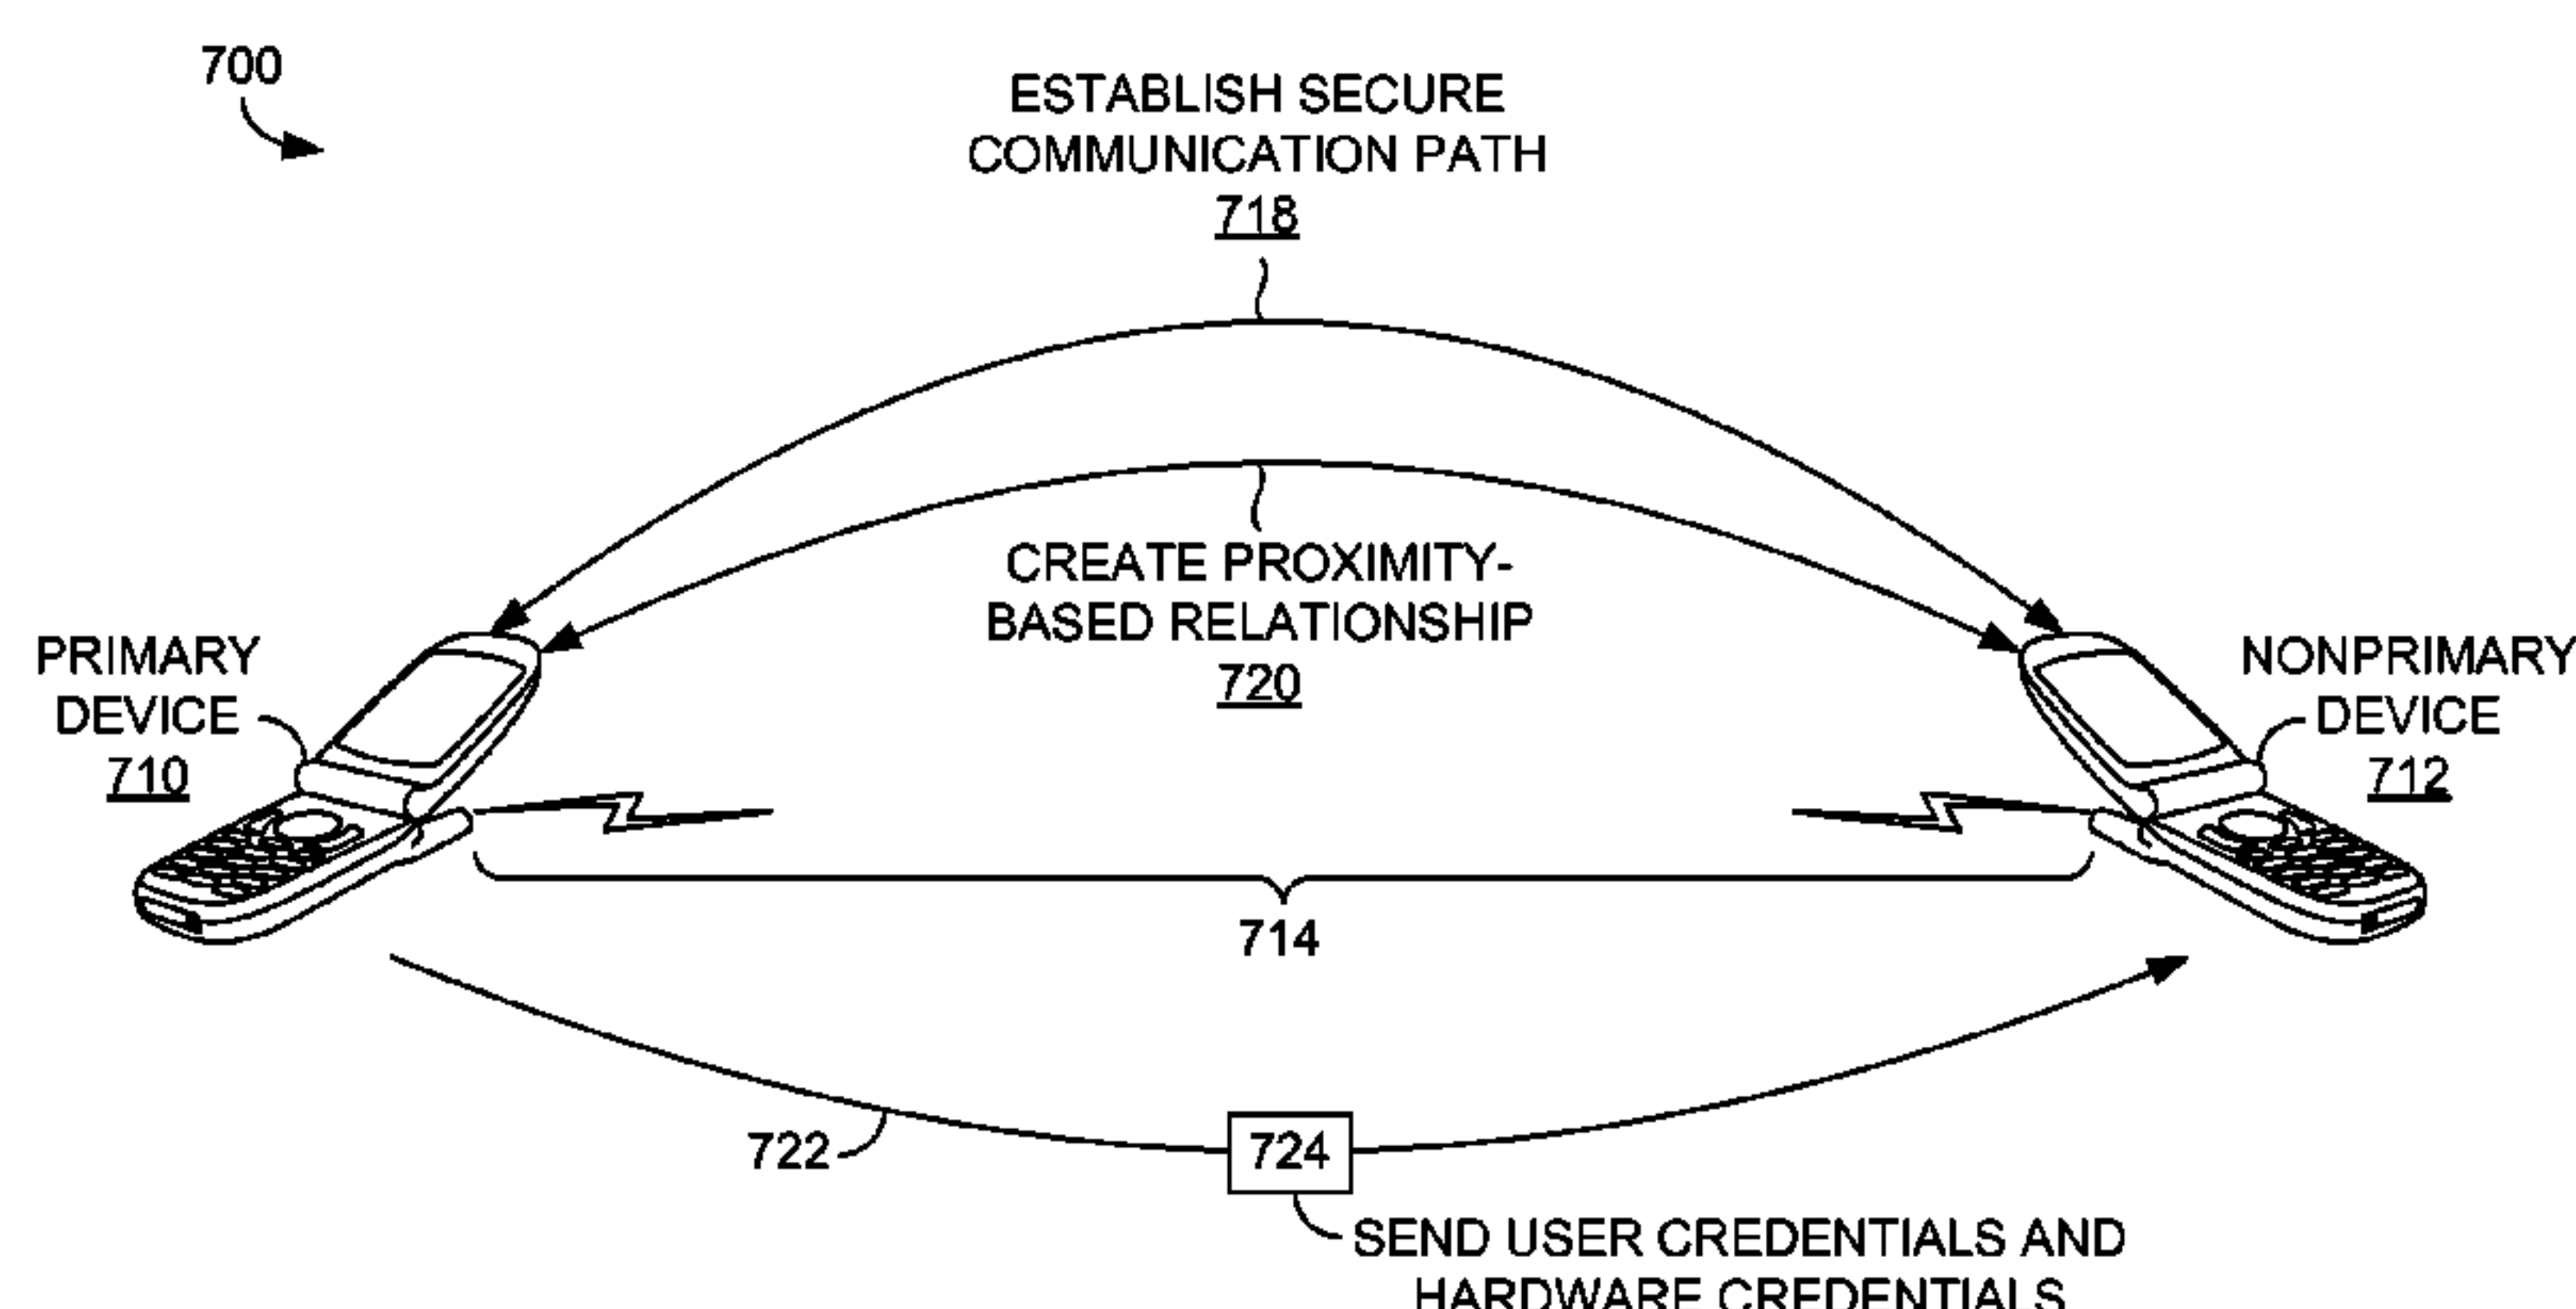 700
ESTABLISH SECURE
COMMUNICATION PATH
718
CREATE PROXIMITY-
BASED RELATIONSHIP
720
PRIMARY
DEVICE
710
NONPRIMARY
DEVICE
712
714
722
724
SEND USER CREDENTIALS AND
HARDWARE CREDENTIALS